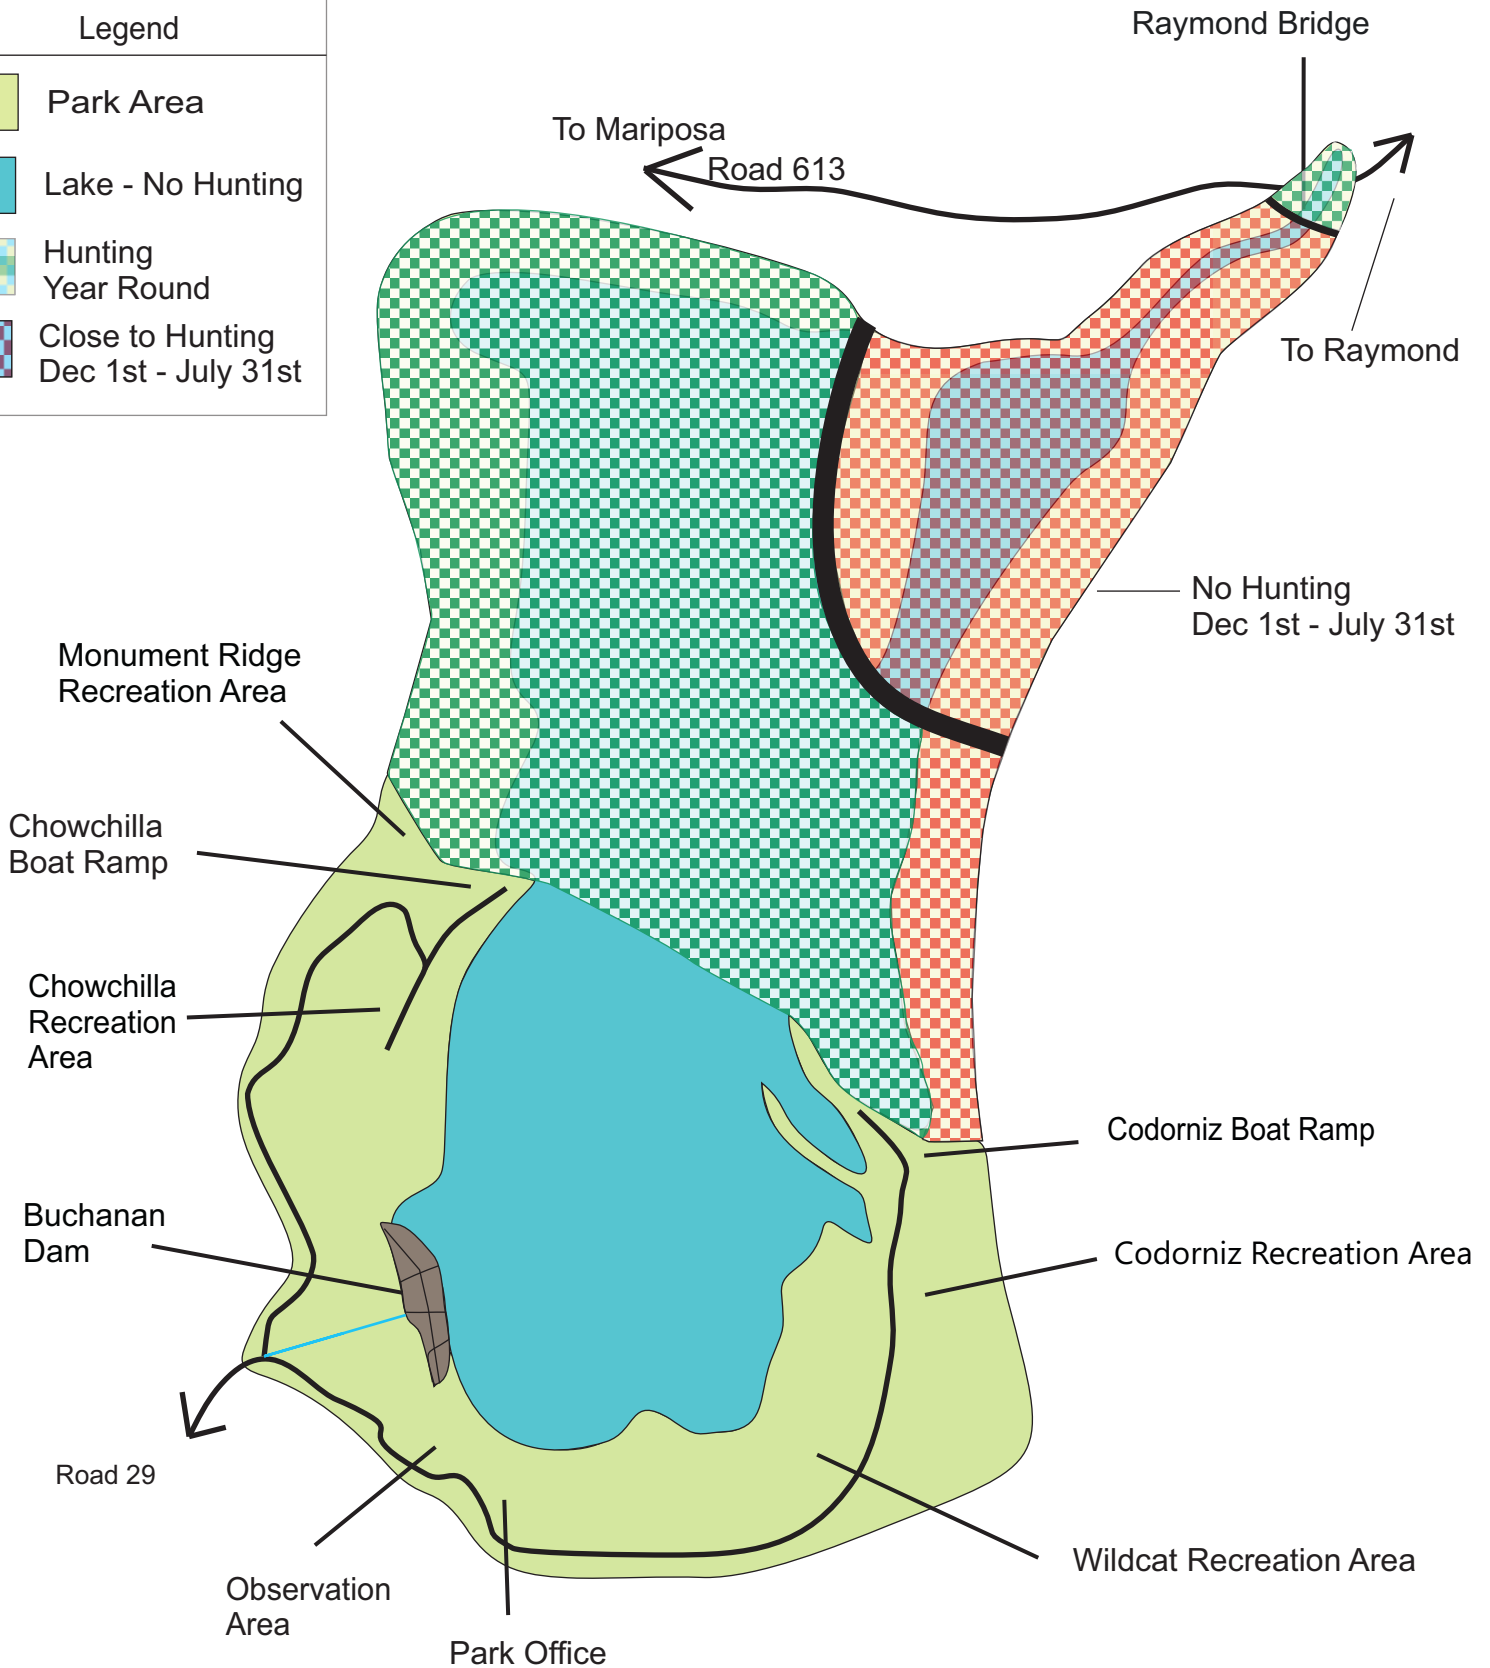 Legend
Park Area
Lake - No Hunting
Hunting
Year Round
Close to Hunting
Dec 1st - July 31st
Raymond Bridge
To Mariposa
Road 613
To Raymond
No Hunting
Dec 1st - July 31st
Monument Ridge
Recreation Area
Chowchilla
Boat Ramp
Chowchilla
Recreation
Area
Codorniz Boat Ramp
Buchanan
Dam
Codorniz Recreation Area
Road 29
Wildcat Recreation Area
Observation
Area
Park Office